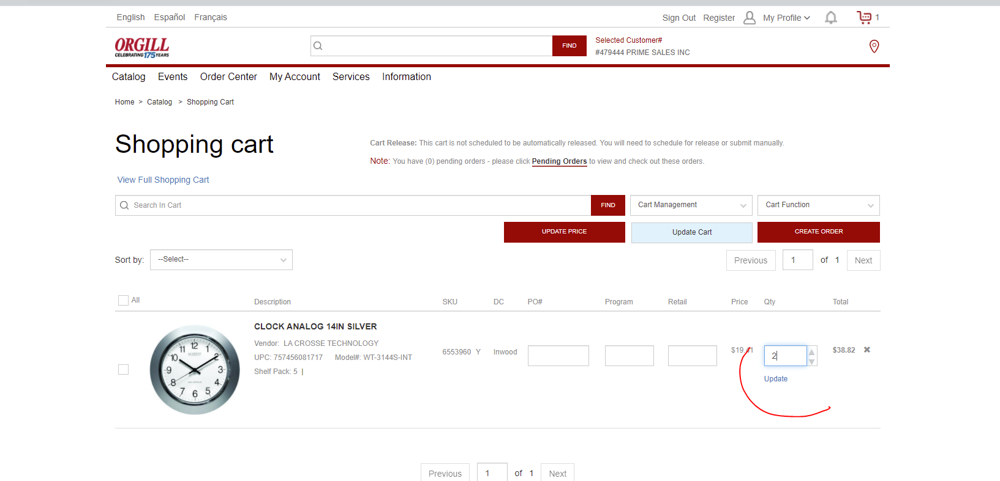 English Español Français
Sign Out Register My Profile 1
ORGILL
CELEBRATING 175 YEARS
FIND
Selected Customer#
#479444 PRIME SALES INC
Catalog Events Order Center My Account Services Information
Home > Catalog > Shopping Cart
Shopping cart
Cart Release: This cart is not scheduled to be automatically released. You will need to schedule for release or submit manually.
Note: You have (0) pending orders - please click Pending Orders to view and check out these orders.
View Full Shopping Cart
Search In Cart FIND Cart Management Cart Function
UPDATE PRICE Update Cart CREATE ORDER
Sort by: --Select-- Previous 1 of 1 Next
All Description SKU DC PO# Program Retail Price Qty Total
CLOCK ANALOG 14IN SILVER
Vendor: LA CROSSE TECHNOLOGY
UPC: 757456081717 Model#: WT-3144S-INT
Shelf Pack: 5 |
6553960 Y Inwood $19.41 2 $38.82 ✖
Update
12 1 2 3 4 5 6 7 8 9 10 11
Previous 1 of 1 Next